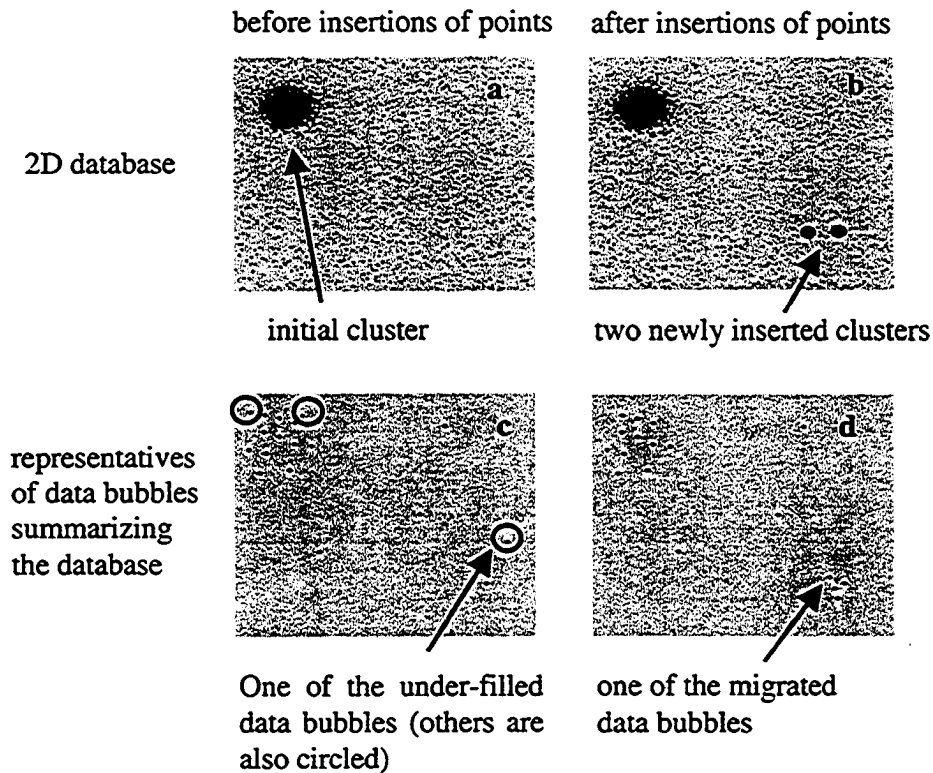 before insertions of points
after insertions of points
a
b
2D database
initial cluster
two newly inserted clusters
c
d
representatives
of data bubbles
summarizing
the database
One of the under-filled
data bubbles (others are
also circled)
one of the migrated
data bubbles